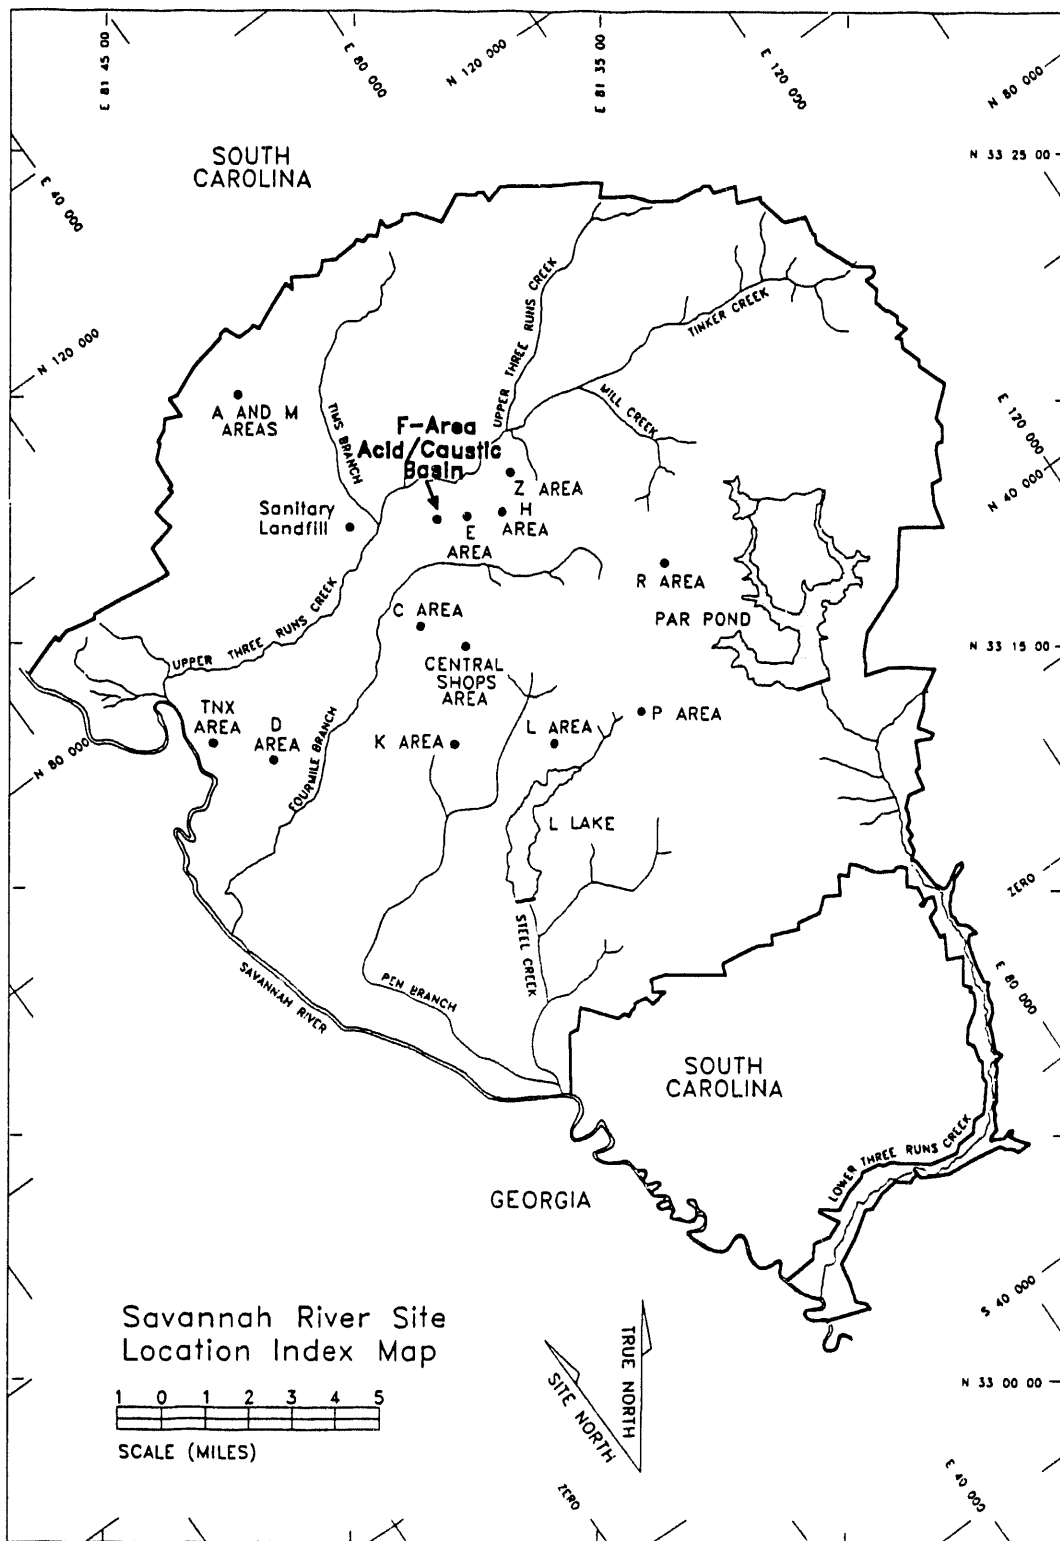 E 81 45 00
E 80 000
N 120 000
E 81 35 00
E 120 000
N 80 000
N 33 25 00
SOUTH
CAROLINA
E 40 000
UPPER THREE RUNS CREEK
TINKER CREEK
N 120 000
A AND M
AREAS
TIMS BRANCH
MILL CREEK
E 120 000
F-Area
Acid/Caustic
Basin
N 40 000
Z AREA
Sanitary
Landfill
H
AREA
E
AREA
R AREA
C AREA
PAR POND
UPPER THREE RUNS CREEK
N 33 15 00
CENTRAL
SHOPS
AREA
TNX
AREA
D
AREA
P AREA
K AREA
L AREA
N 80 000
FOURMILE BRANCH
L LAKE
ZERO
STEEL CREEK
SAVANNAH RIVER
PEN BRANCH
E 80 000
SOUTH
CAROLINA
LOWER THREE RUNS CREEK
GEORGIA
S 40 000
Savannah River Site
Location Index Map
TRUE NORTH
SITE NORTH
N 33 00 00
1 0 1 2 3 4 5
SCALE (MILES)
ZERO
E 40 000